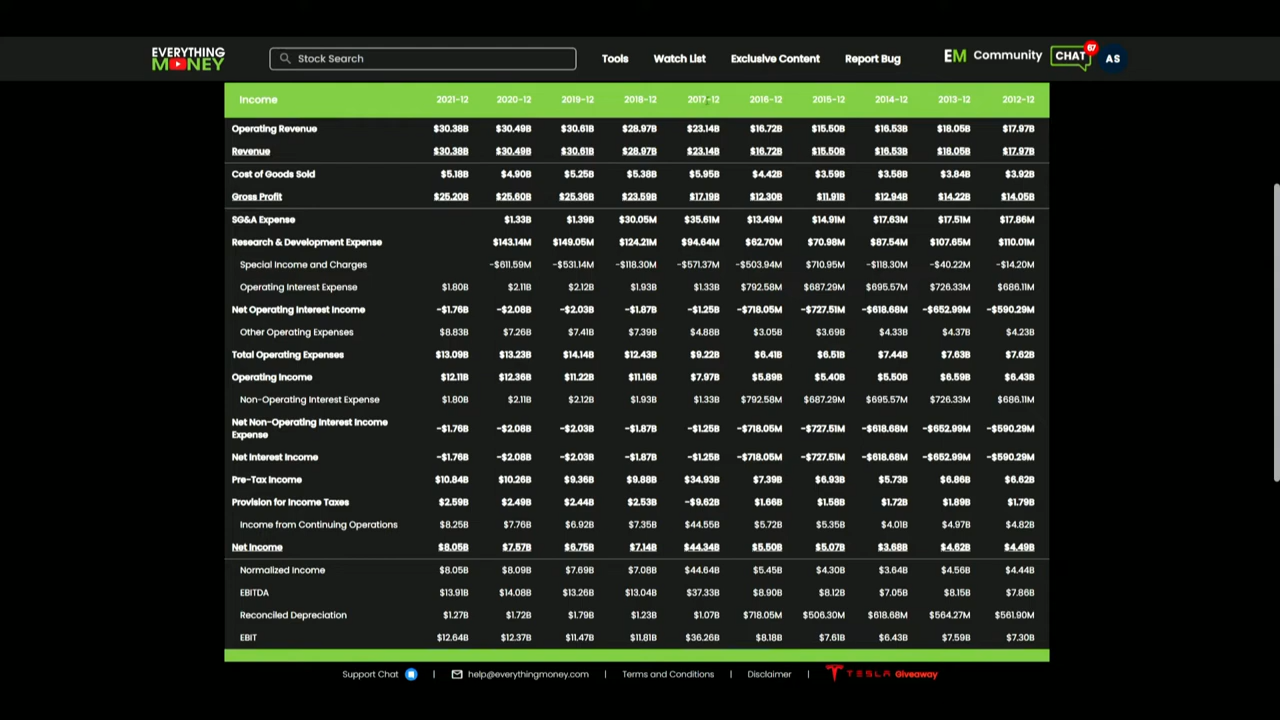 EVERYTHING
MONEY
Stock Search
Tools
Watch List
Exclusive Content
Report Bug
EM Community
CHAT
67
AS
Income 2021-12 2020-12 2019-12 2018-12 2017-12 2016-12 2015-12 2014-12 2013-12 2012-12
Operating Revenue $30.38B $30.49B $30.61B $28.97B $23.14B $16.72B $15.50B $16.53B $18.05B $17.97B
Revenue $30.38B $30.49B $30.61B $28.97B $23.14B $16.72B $15.50B $16.53B $18.05B $17.97B
Cost of Goods Sold $5.18B $4.90B $5.25B $5.38B $5.95B $4.42B $3.59B $3.58B $3.84B $3.92B
Gross Profit $25.20B $25.60B $25.36B $23.59B $17.19B $12.30B $11.91B $12.94B $14.22B $14.05B
SG&A Expense $1.33B $1.39B $30.05M $35.61M $13.49M $14.91M $17.63M $17.51M $17.86M
Research & Development Expense $143.14M $149.05M $124.21M $94.64M $62.70M $70.98M $87.54M $107.65M $110.01M
Special Income and Charges -$611.59M -$531.14M -$118.30M -$571.37M -$503.94M $710.95M -$118.30M -$40.22M -$14.20M
Operating Interest Expense $1.80B $2.11B $2.12B $1.93B $1.33B $792.58M $687.29M $695.57M $726.33M $686.11M
Net Operating Interest Income -$1.76B -$2.08B -$2.03B -$1.87B -$1.25B -$718.05M -$727.51M -$618.68M -$652.99M -$590.29M
Other Operating Expenses $8.83B $7.26B $7.41B $7.39B $4.88B $3.05B $3.69B $4.33B $4.37B $4.23B
Total Operating Expenses $13.09B $13.23B $14.14B $12.43B $9.22B $6.41B $6.51B $7.44B $7.63B $7.62B
Operating Income $12.11B $12.36B $11.22B $11.16B $7.97B $5.89B $5.40B $5.50B $6.59B $6.43B
Non-Operating Interest Expense $1.80B $2.11B $2.12B $1.93B $1.33B $792.58M $687.29M $695.57M $726.33M $686.11M
Net Non-Operating Interest Income
Expense -$1.76B -$2.08B -$2.03B -$1.87B -$1.25B -$718.05M -$727.51M -$618.68M -$652.99M -$590.29M
Net Interest Income -$1.76B -$2.08B -$2.03B -$1.87B -$1.25B -$718.05M -$727.51M -$618.68M -$652.99M -$590.29M
Pre-Tax Income $10.84B $10.26B $9.36B $9.88B $34.93B $7.39B $6.93B $5.73B $6.86B $6.62B
Provision for Income Taxes $2.59B $2.49B $2.44B $2.53B -$9.62B $1.66B $1.58B $1.72B $1.89B $1.79B
Income from Continuing Operations $8.25B $7.76B $6.92B $7.35B $44.55B $5.72B $5.35B $4.01B $4.97B $4.82B
Net Income $8.05B $7.57B $6.75B $7.14B $44.34B $5.50B $5.07B $3.68B $4.62B $4.49B
Normalized Income $8.05B $8.09B $7.69B $7.08B $44.64B $5.45B $4.30B $3.64B $4.56B $4.44B
EBITDA $13.91B $14.08B $13.26B $13.04B $37.33B $8.90B $8.12B $7.05B $8.15B $7.86B
Reconciled Depreciation $1.27B $1.72B $1.79B $1.23B $1.07B $718.05M $506.30M $618.68M $564.27M $561.90M
EBIT $12.64B $12.37B $11.47B $11.81B $36.26B $8.18B $7.61B $6.43B $7.59B $7.30B
Support Chat | help@everythingmoney.com | Terms and Conditions | Disclaimer | TESLA Giveaway